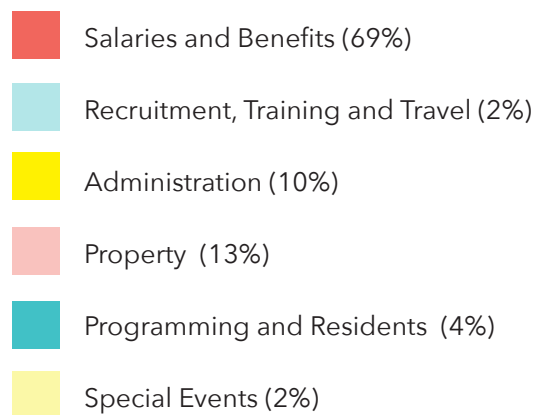 Salaries and Benefits (69%)
Recruitment, Training and Travel (2%)
Administration (10%)
Property (13%)
Programming and Residents (4%)
Special Events (2%)